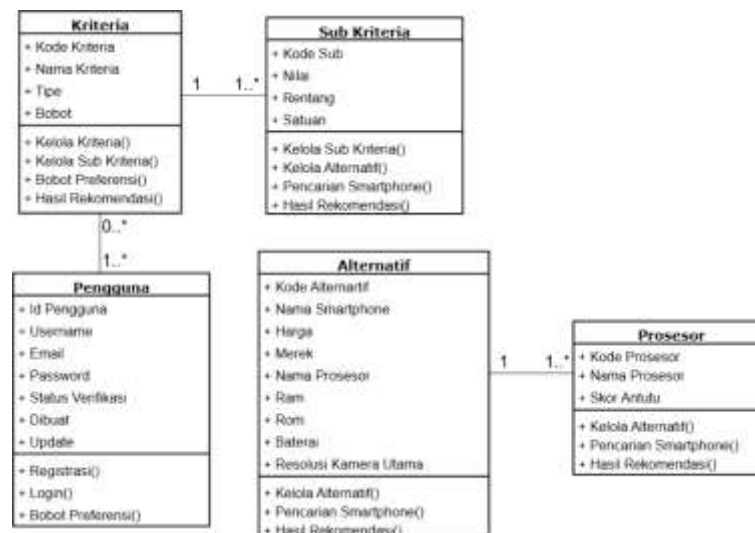 Kriteria
+ Kode Kriteria
+ Nama Kriteria
+ Tipe
+ Bobot
+ Kelola Kriteria()
+ Kelola Sub Kriteria()
+ Bobot Preferensi()
+ Hasil Rekomendasi()
1
1..*
Sub Kriteria
+ Kode Sub
+ Nilai
+ Rentang
+ Satuan
+ Kelola Sub Kriteria()
+ Kelola Alternatif()
+ Pencarian Smartphone()
+ Hasil Rekomendasi()
0..*
1..*
Pengguna
+ Id Pengguna
+ Username
+ Email
+ Password
+ Status Verifikasi
+ Dibuat
+ Update
+ Registrasi()
+ Login()
+ Bobot Preferensi()
Alternatif
+ Kode Alternartif
+ Nama Smartphone
+ Harga
+ Merek
+ Nama Prosesor
+ Ram
+ Rom
+ Baterai
+ Resolusi Kamera Utama
+ Kelola Alternatif()
+ Pencarian Smartphone()
+ Hasil Rekomendasi()
1
1..*
Prosesor
+ Kode Prosesor
+ Nama Prosesor
+ Skor Antutu
+ Kelola Alternatif()
+ Pencarian Smartphone()
+ Hasil Rekomendasi()